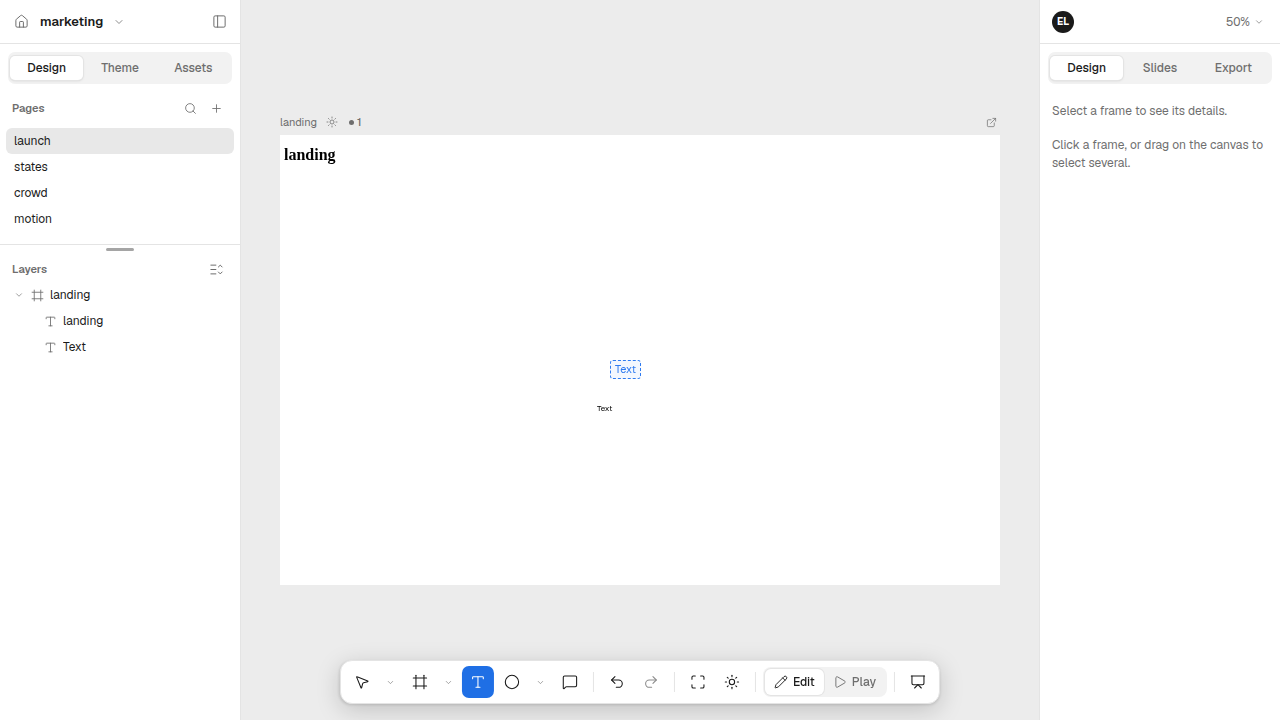 marketing
Design Theme Assets
Pages
launch
states
crowd
motion
Layers
landing
landing
Text
landing 1
landing
Text
Text
Edit Play
EL 50%
Design Slides Export
Select a frame to see its details.
Click a frame, or drag on the canvas to
select several.